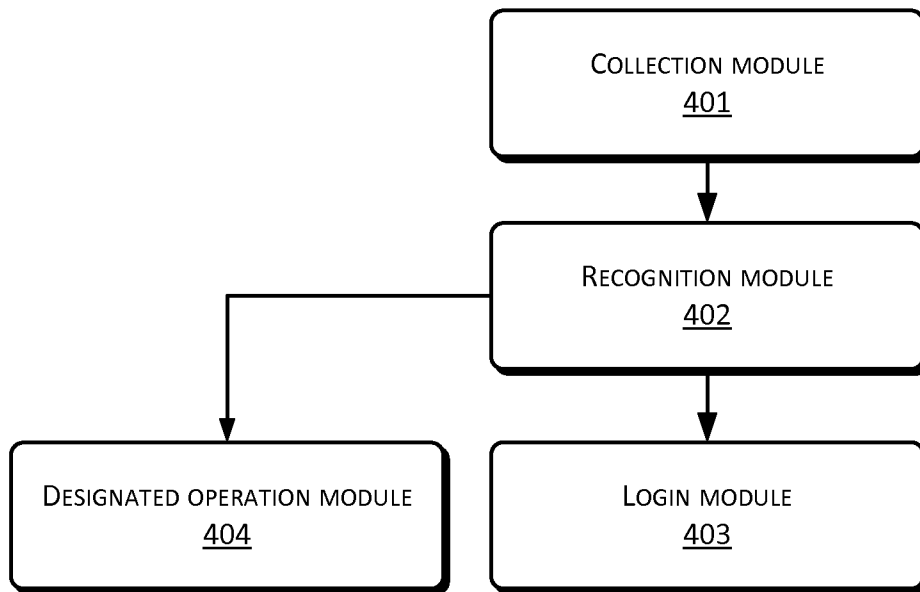 COLLECTION MODULE
401
RECOGNITION MODULE
402
DESIGNATED OPERATION MODULE
404
LOGIN MODULE
403